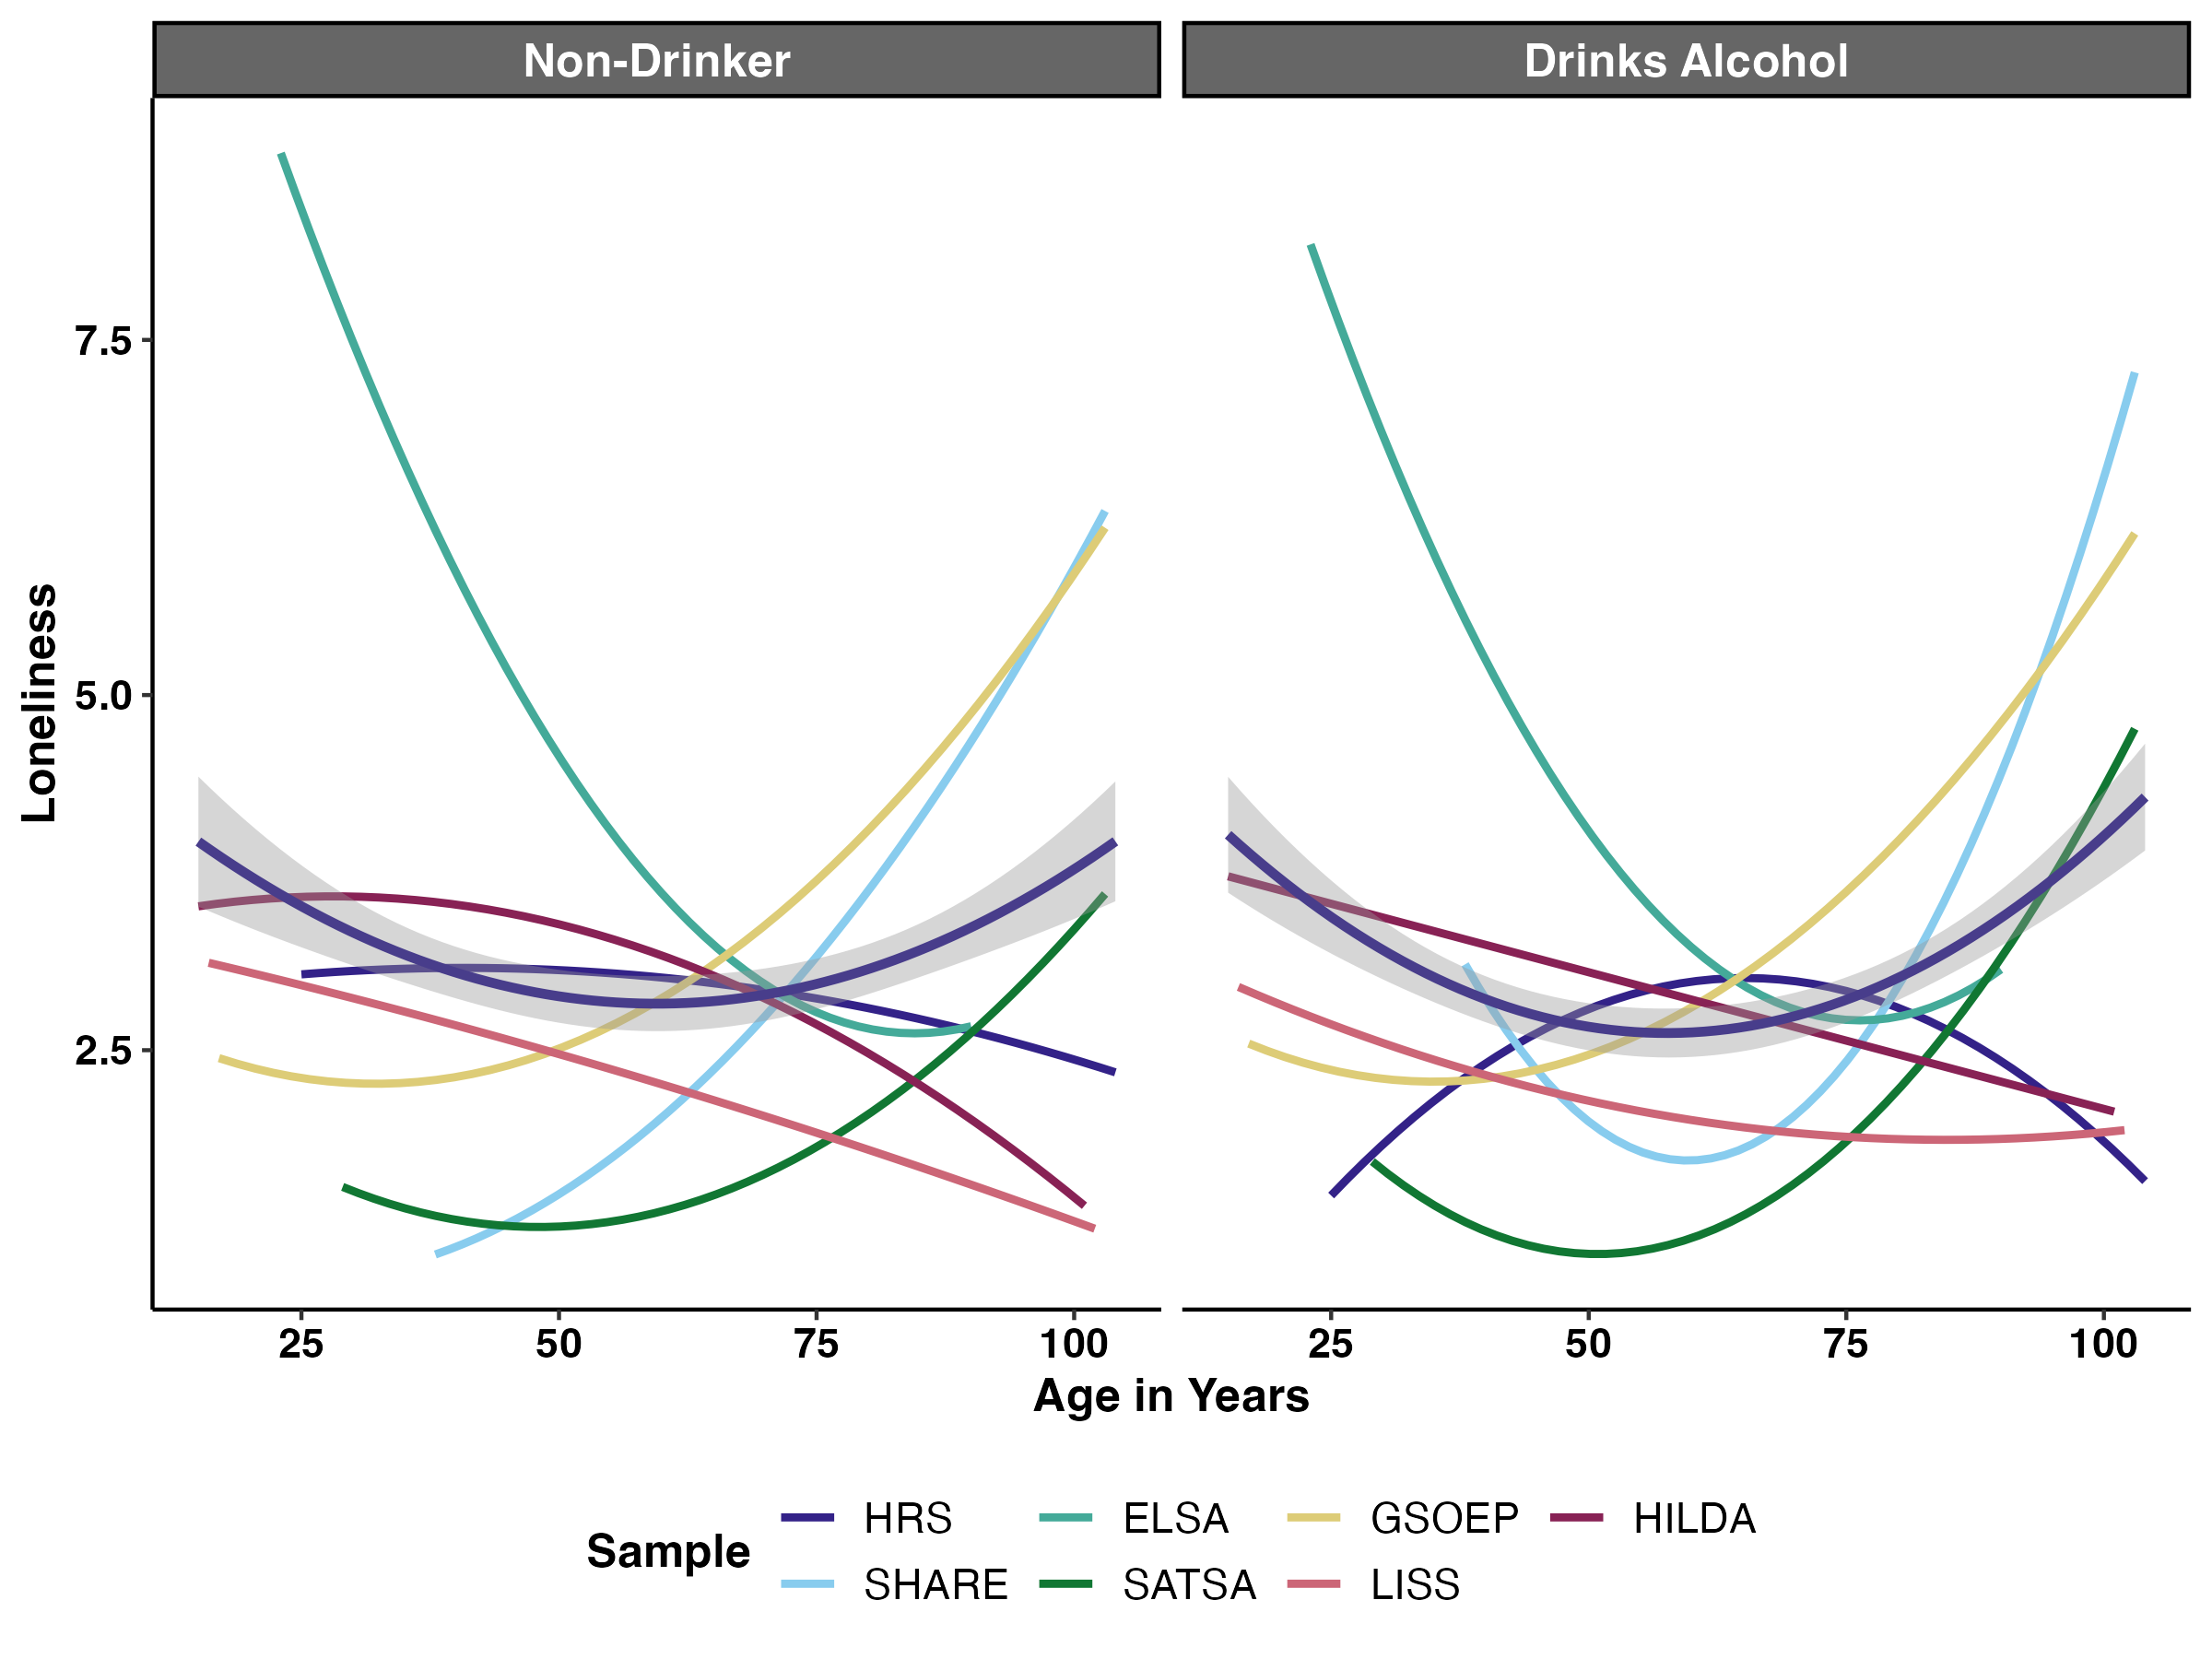 Non-Drinker
Drinks Alcohol
7.5
5.0
2.5
Loneliness
25 50 75 100
25 50 75 100
Age in Years
Sample
HRS ELSA GSOEP HILDA
SHARE SATSA LISS